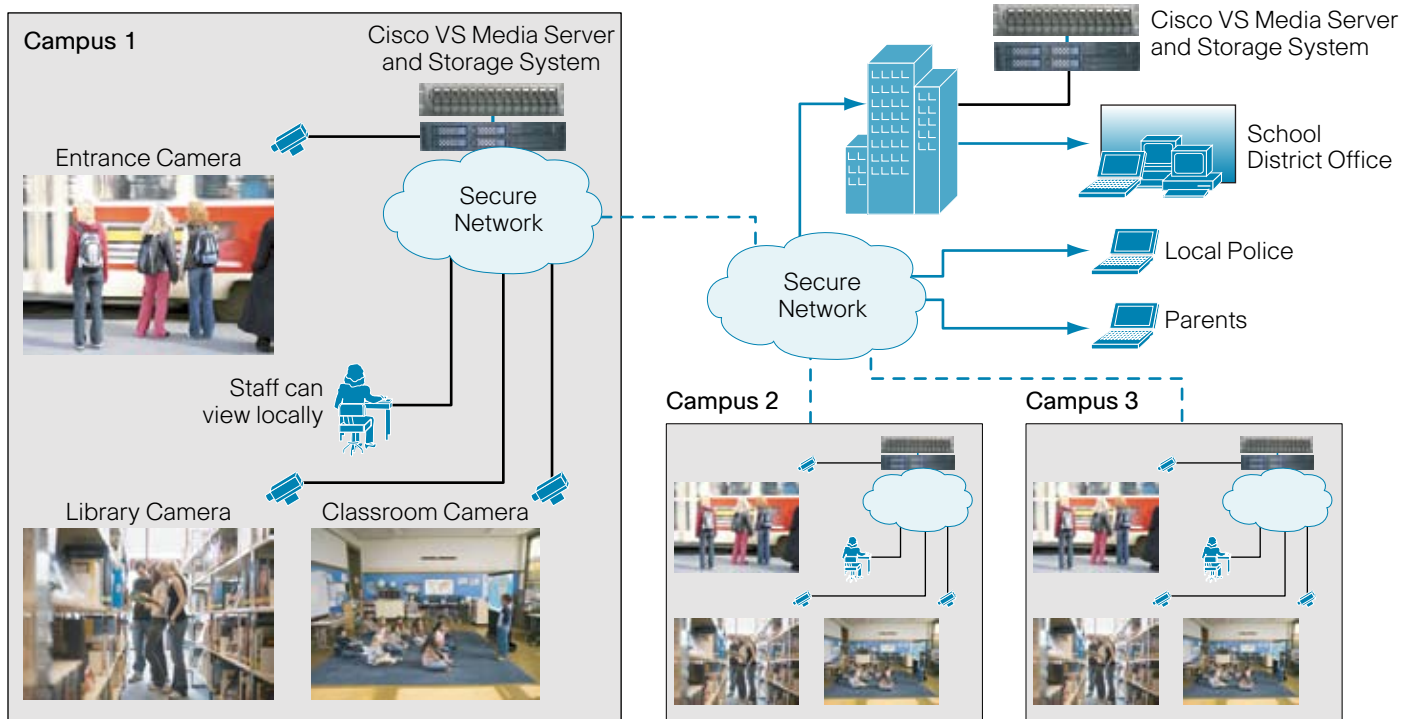 Campus 1
Cisco VS Media Server
and Storage System
Entrance Camera
Secure
Network
Staff can
view locally
Library Camera
Classroom Camera
Cisco VS Media Server
and Storage System
School
District Office
Secure
Network
Local Police
Parents
Campus 2
Campus 3